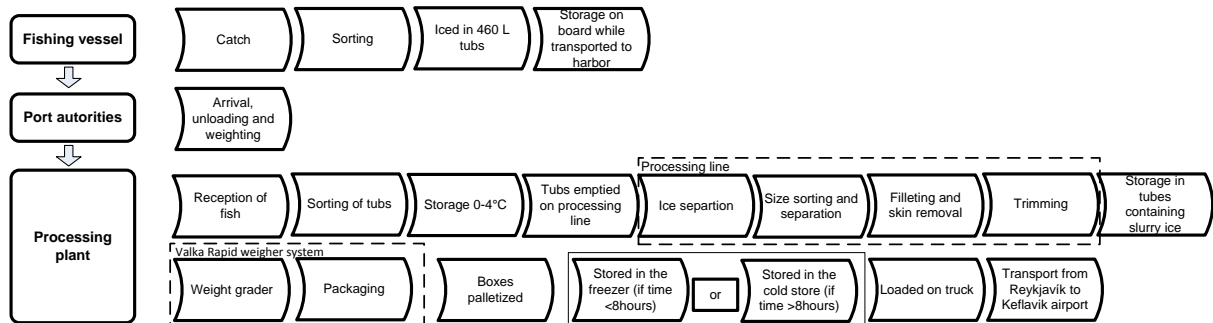 Fishing vessel
Catch
Sorting
Iced in 460 L
tubs
Storage on
board while
transported to
harbor
Port autorities
Arrival,
unloading and
weighting
Processing
plant
Processing line
Reception of
fish
Sorting of tubs
Storage 0-4°C
Tubs emptied
on processing
line
Ice separtion
Size sorting and
separation
Filleting and
skin removal
Trimming
Storage in
tubes
containing
slurry ice
Valka Rapid weigher system
Weight grader
Packaging
Boxes
palletized
Stored in the
freezer (if time
<8hours)
or
Stored in the
cold store (if
time >8hours)
Loaded on truck
Transport from
Reykjavík to
Keflavik airport